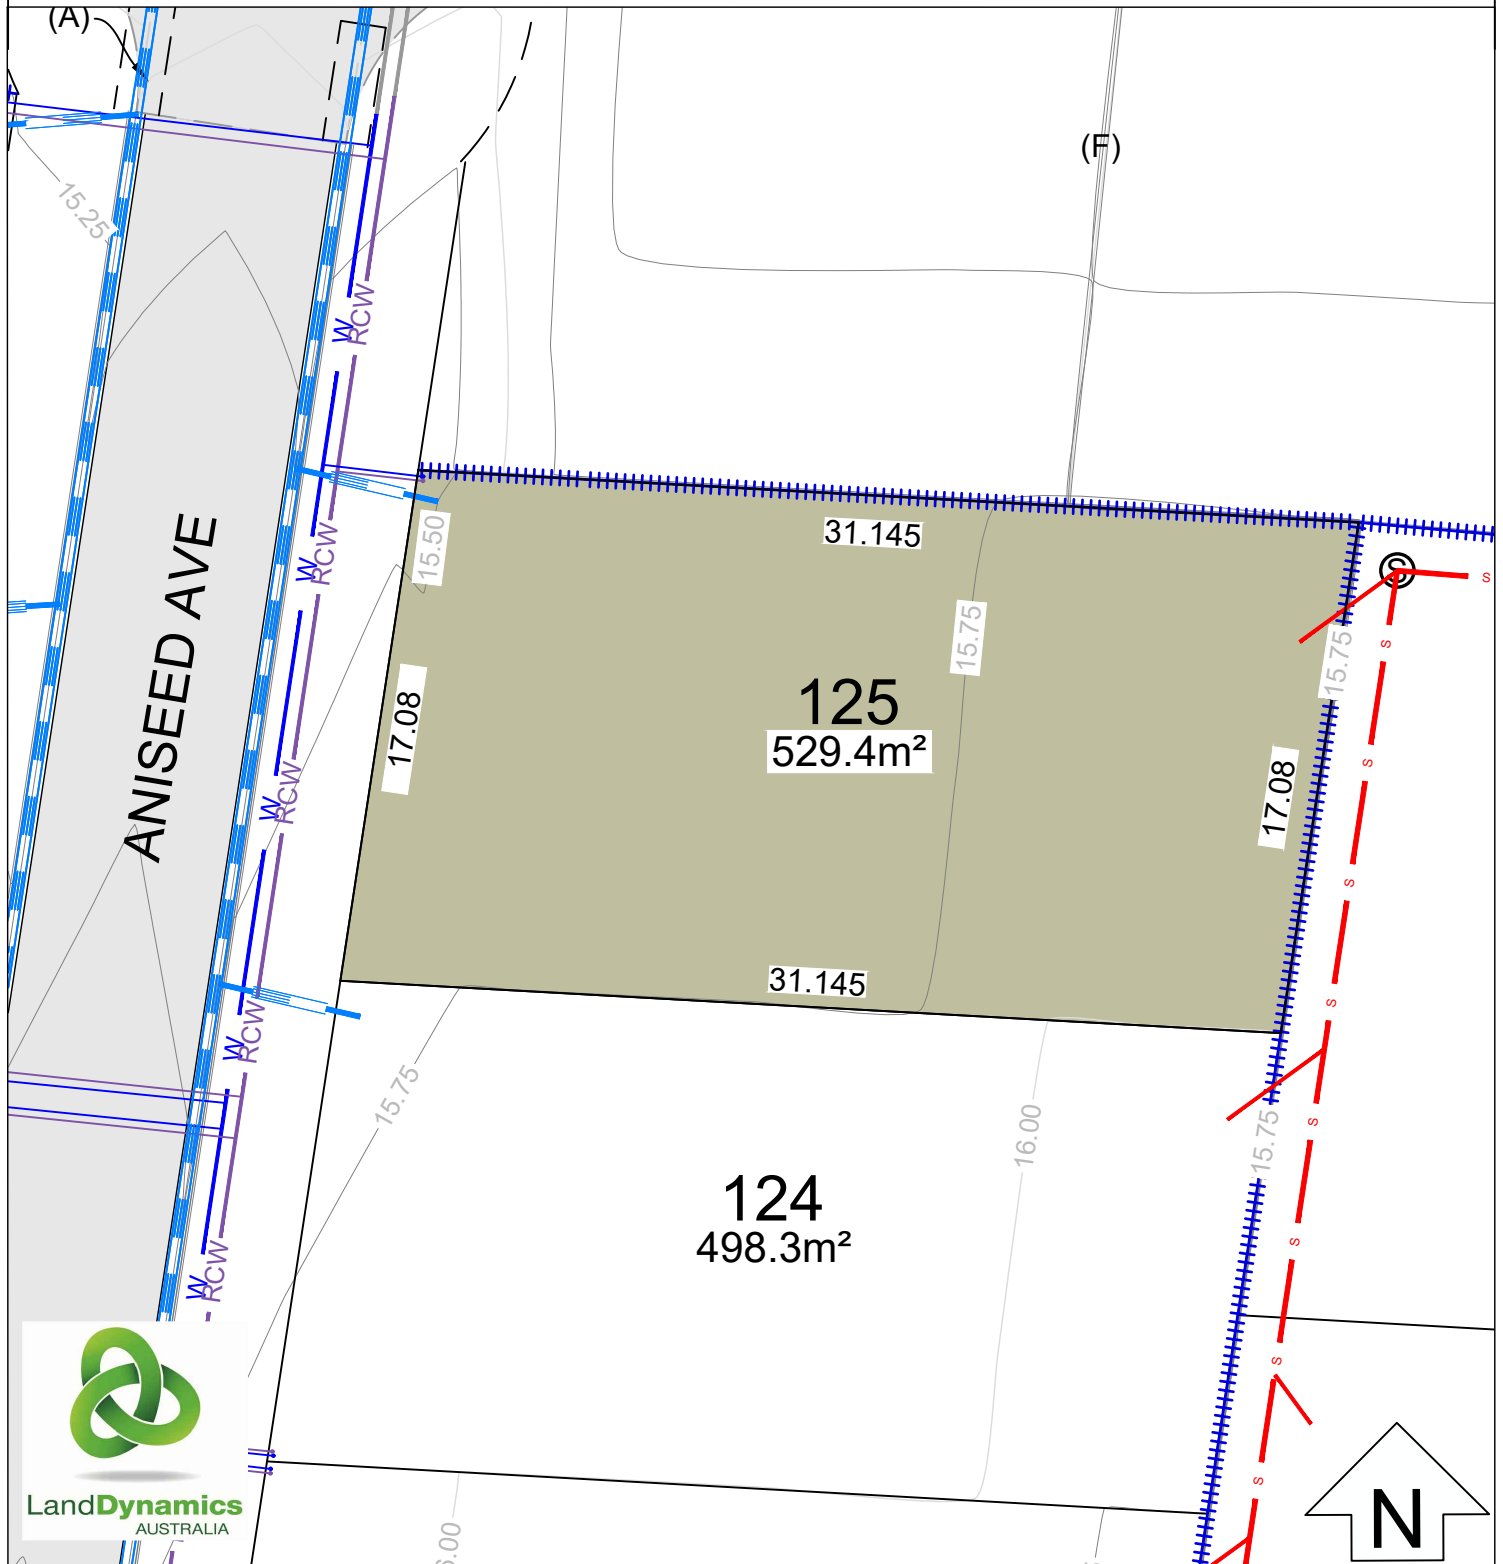 (A)
(F)
15.25
W
RCW
15.50
31.145
W
RCW
S
s
15.75
15.75
s
ANISEED AVE
17.08
125
529.4m²
17.08
s
W
RCW
s
31.145
s
W
RCW
15.75
16.00
15.75
s
124
498.3m²
s
W
RCW
s
LandDynamics
AUSTRALIA
s
N